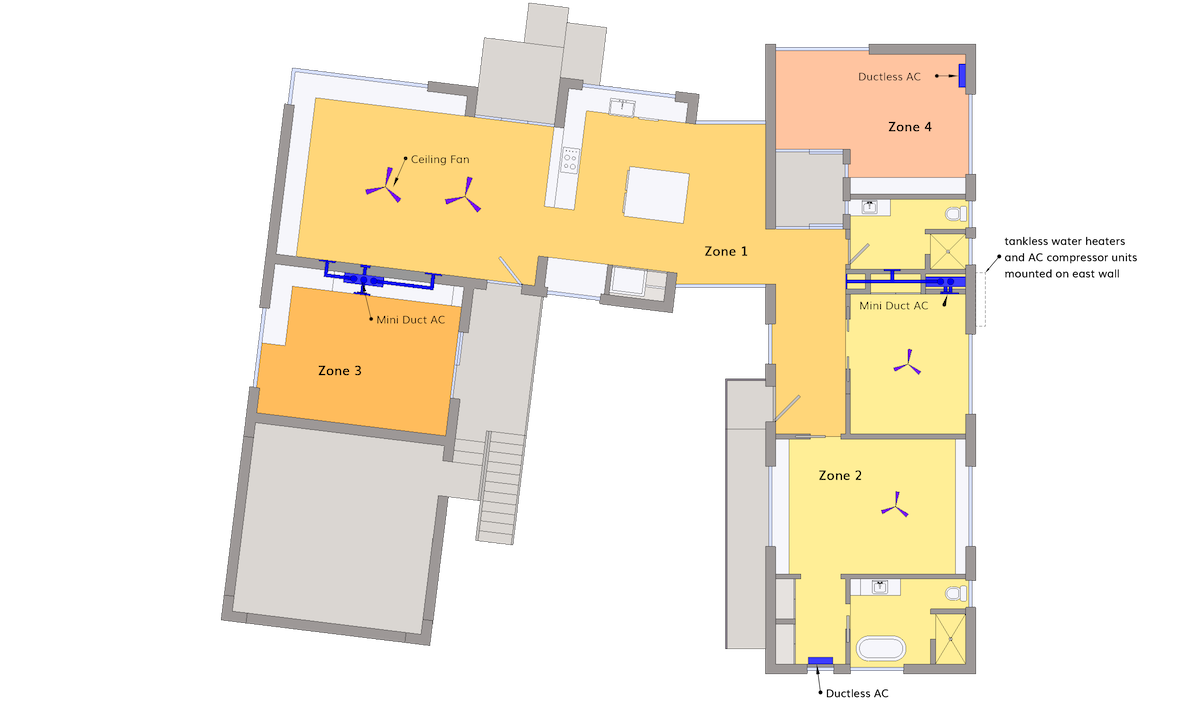 Ductless AC
Zone 4
Ceiling Fan
Zone 1
tankless water heaters
and AC compressor units
mounted on east wall
Mini Duct AC
Mini Duct AC
Zone 3
Zone 2
Ductless AC